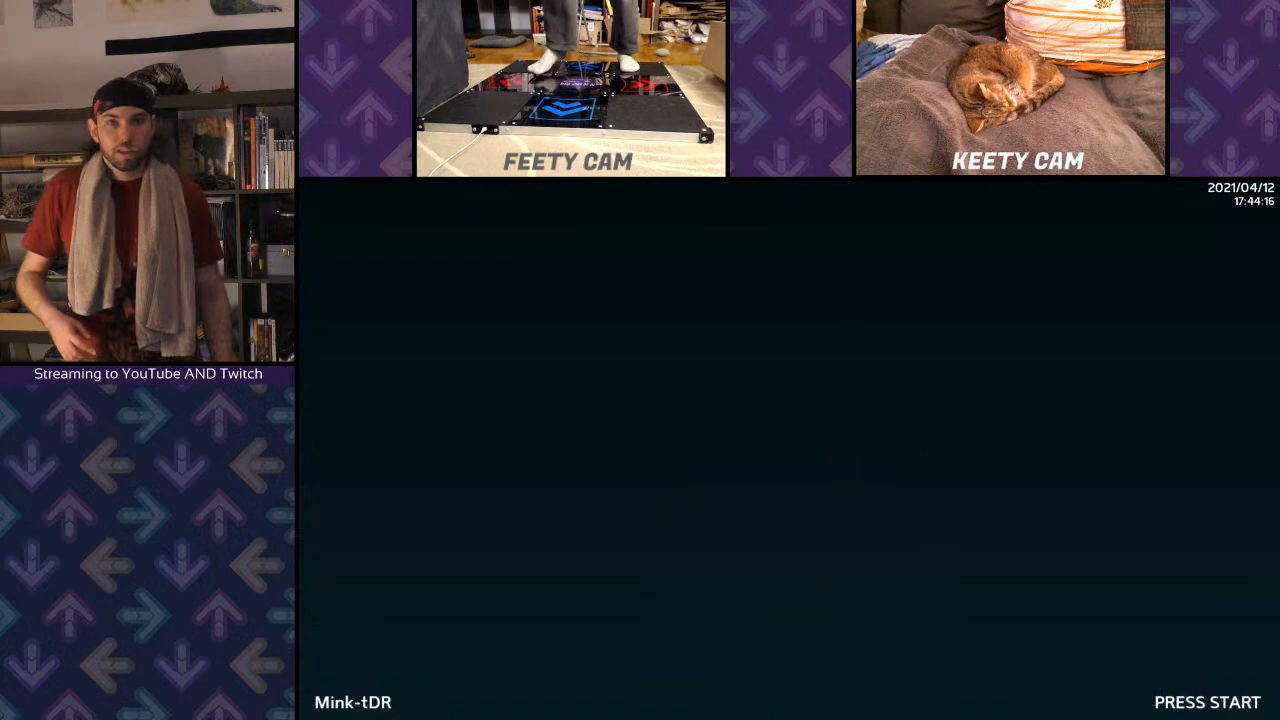 FEETY CAM
KEETY CAM
2021/04/12
17:44:16
Streaming to YouTube AND Twitch
Mink-tDR
PRESS START